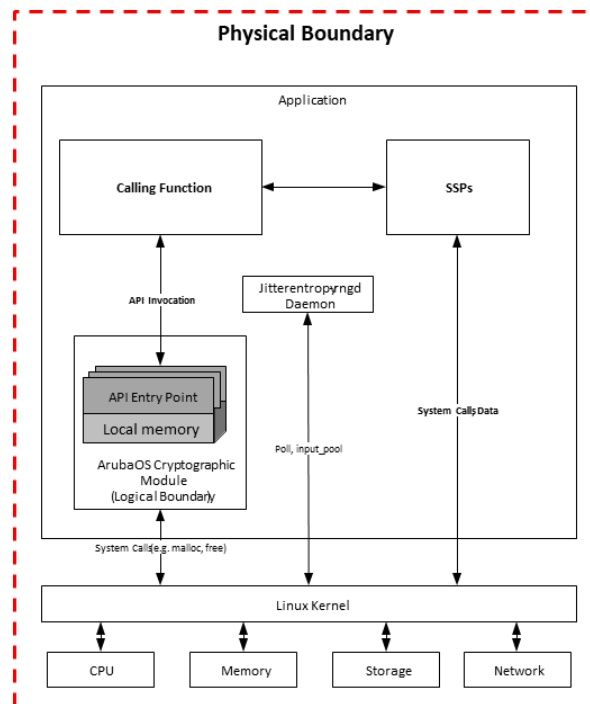 Physical Boundary
Application
Calling Function
SSPs
API Invocation
Jitterentropy-rngd
Daemon
API Entry Point
Local memory
ArubaOS Cryptographic
Module
(Logical Boundary)
System Calls, Data
Poll, input_pool
System Calls (e.g. malloc, free)
Linux Kernel
CPU
Memory
Storage
Network